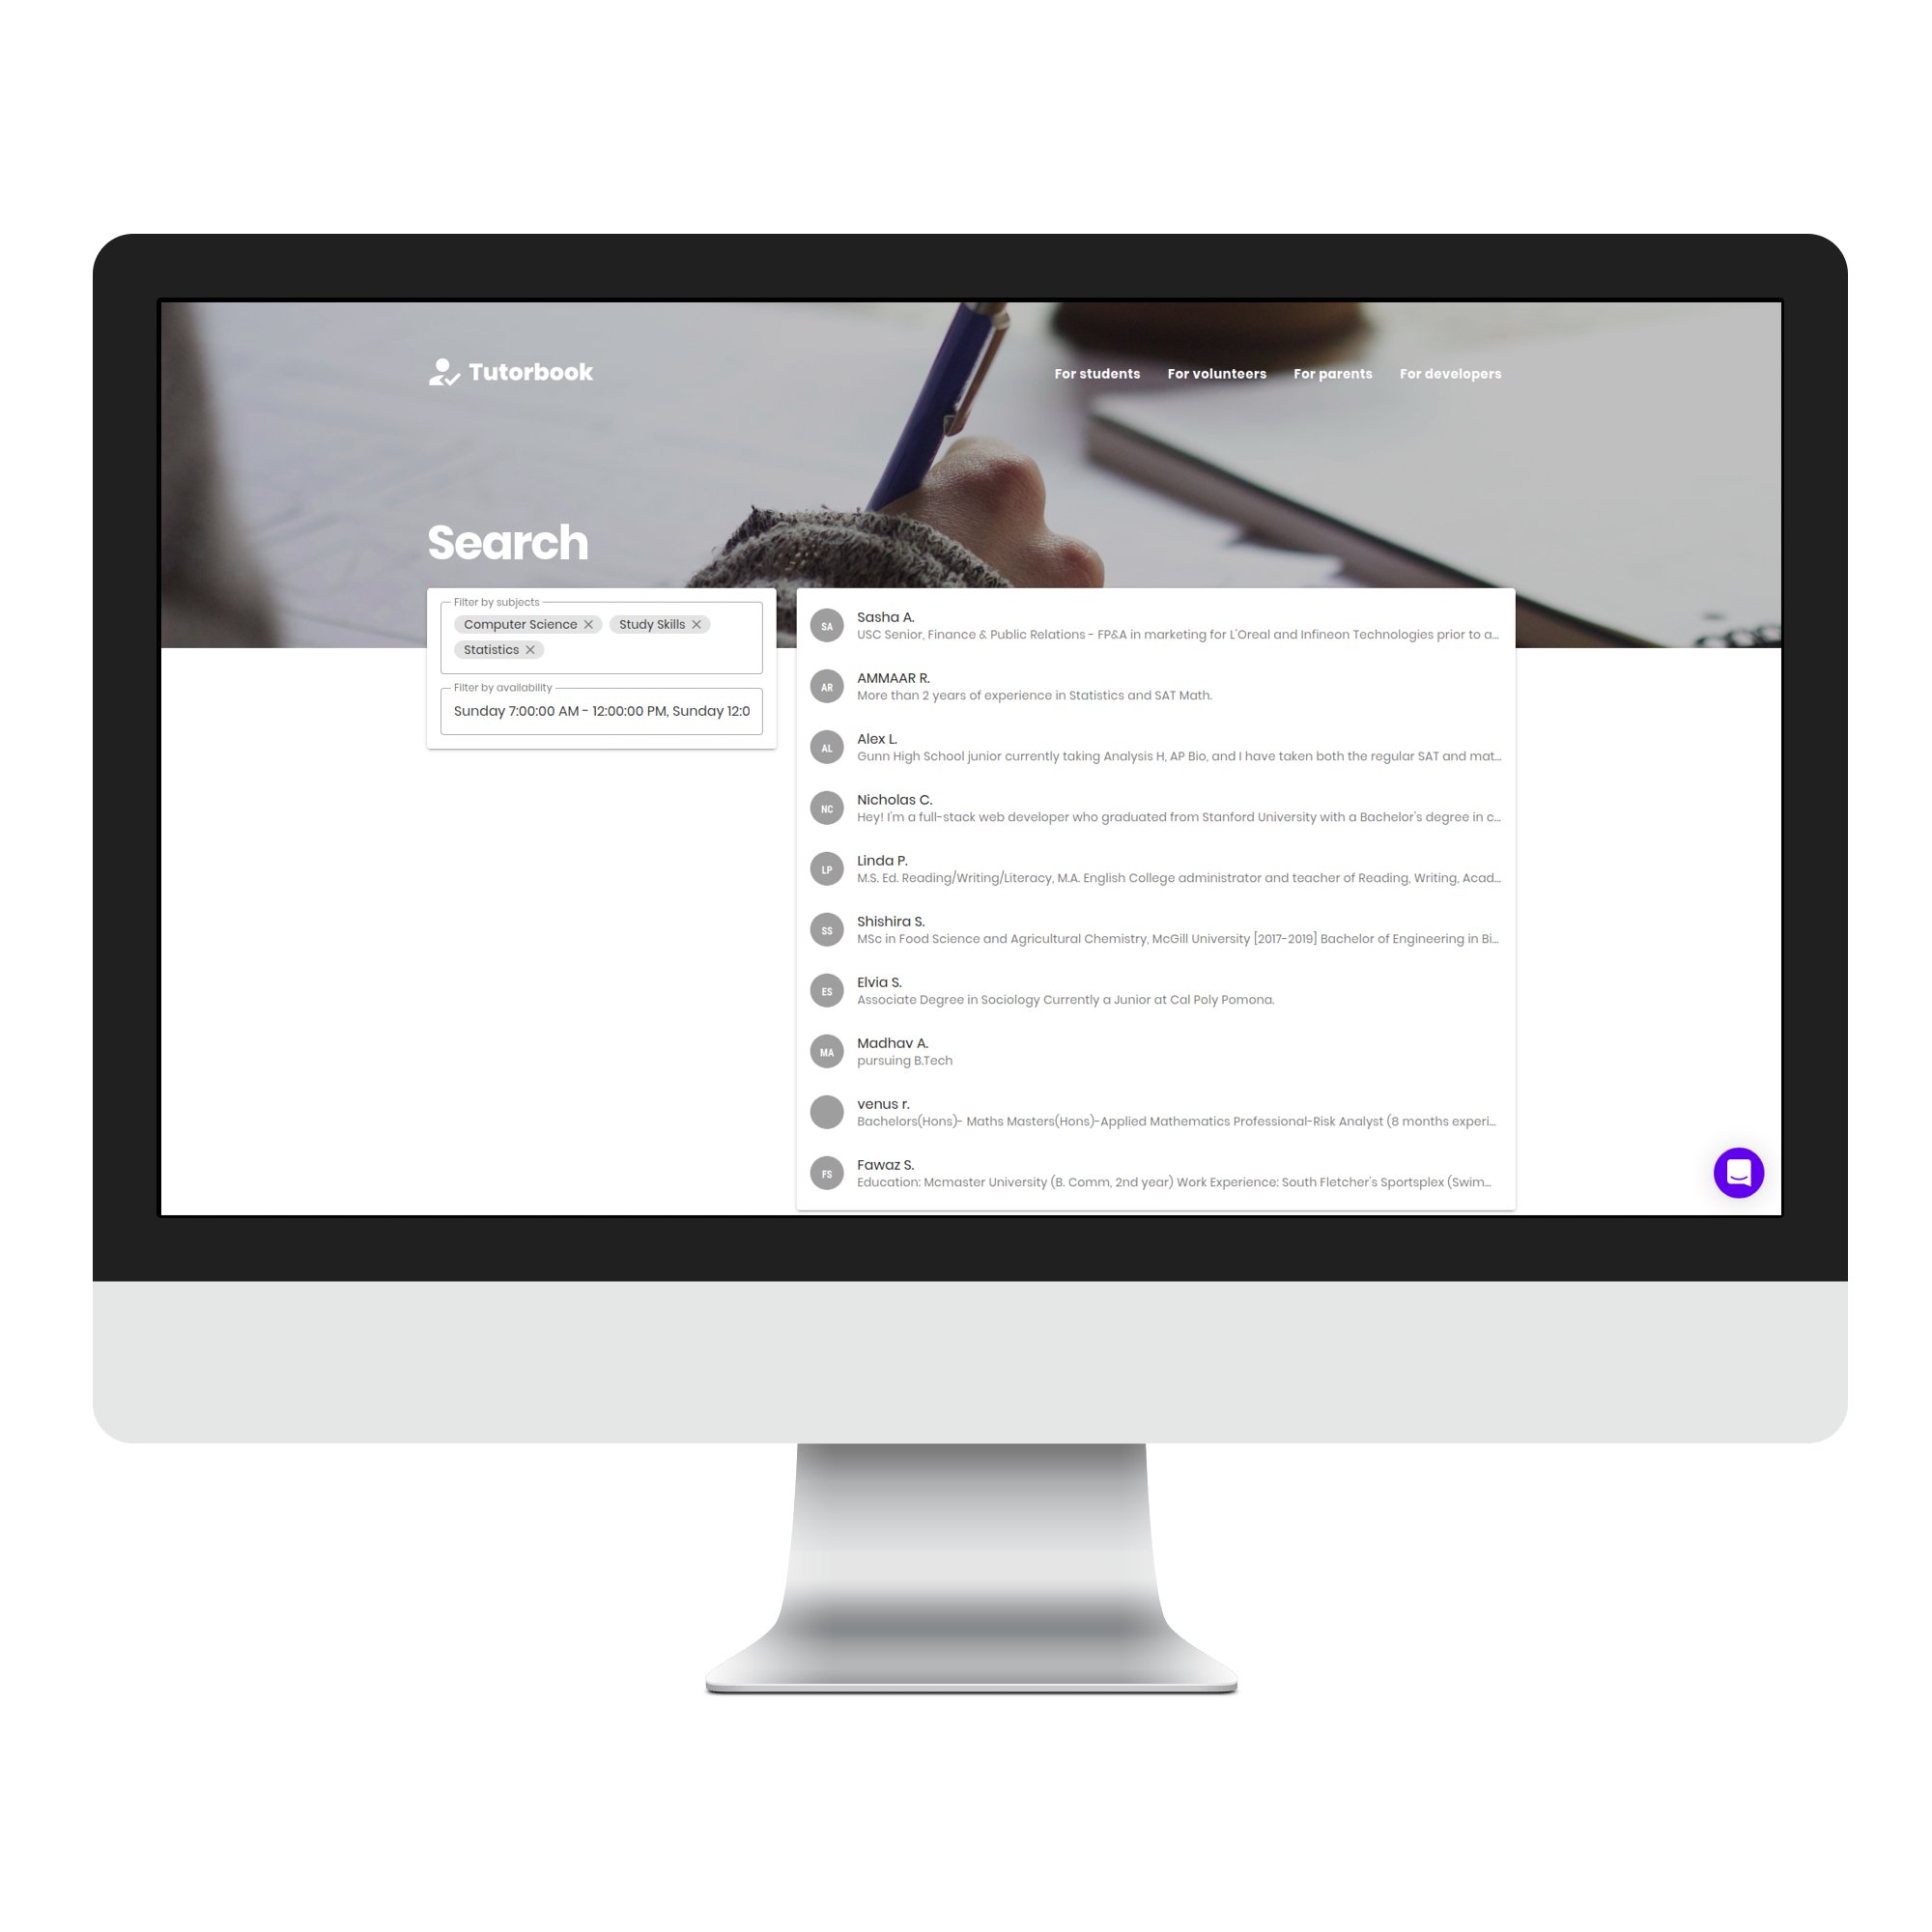 Tutorbook
For students For volunteers For parents For developers
Search
Filter by subjects
Computer Science Study Skills
Statistics
Filter by availability
Sunday 7:00:00 AM - 12:00:00 PM, Sunday 12:0
SA
Sasha A.
USC Senior, Finance & Public Relations - FP&A in marketing for L'Oreal and Infineon Technologies prior to a...
AR
AMMAAR R.
More than 2 years of experience in Statistics and SAT Math.
AL
Alex L.
Gunn High School junior currently taking Analysis H, AP Bio, and I have taken both the regular SAT and mat...
NC
Nicholas C.
Hey! I'm a full-stack web developer who graduated from Stanford University with a Bachelor's degree in c...
LP
Linda P.
M.S. Ed. Reading/Writing/Literacy, M.A. English College administrator and teacher of Reading, Writing, Acad...
SS
Shishira S.
MSc in Food Science and Agricultural Chemistry, McGill University [2017-2019] Bachelor of Engineering in Bi...
ES
Elvia S.
Associate Degree in Sociology Currently a Junior at Cal Poly Pomona.
MA
Madhav A.
pursuing B.Tech
venus r.
Bachelors(Hons)- Maths Masters(Hons)-Applied Mathematics Professional-Risk Analyst (8 months experi...
FS
Fawaz S.
Education: Mcmaster University (B. Comm, 2nd year) Work Experience: South Fletcher's Sportsplex (Swim...